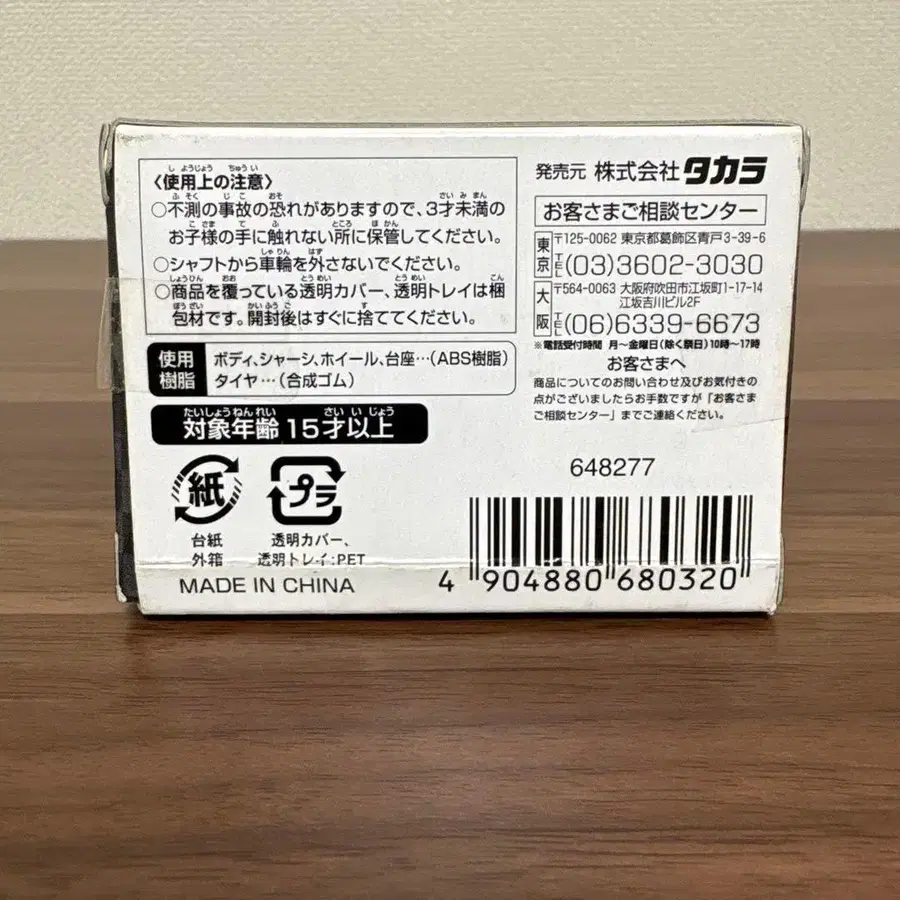 〈使用上の注意〉
○不測の事故の恐れがありますので、3才未満の
お子様の手に触れない所に保管してください。
○シャフトから車輪を外さないでください。
○商品を覆っている透明カバー、透明トレイは梱
包材です。開封後はすぐに捨ててください。
使用樹脂
ボディ、シャーシ、ホイール、台座…(ABS樹脂)
タイヤ…(合成ゴム)
たいしょうねんれい さいいじょう
対象年齢 15才以上
紙
台紙
外箱
プラ
透明カバー、
透明トレイ:PET
MADE IN CHINA
発売元 株式会社タカラ
お客さまご相談センター
東京
〒125-0062 東京都葛飾区青戸3-39-6
TEL(03)3602-3030
大阪
〒564-0063 大阪府吹田市江坂町1-17-14
江坂吉川ビル2F
TEL(06)6339-6673
※電話受付時間 月~金曜日(除く祭日)10時~17時
お客さまへ
商品についてのお問い合わせ及びお気付きの
点がございましたらお手数ですが「お客さま
ご相談センター」までご連絡ください。
648277
4 904880 680320